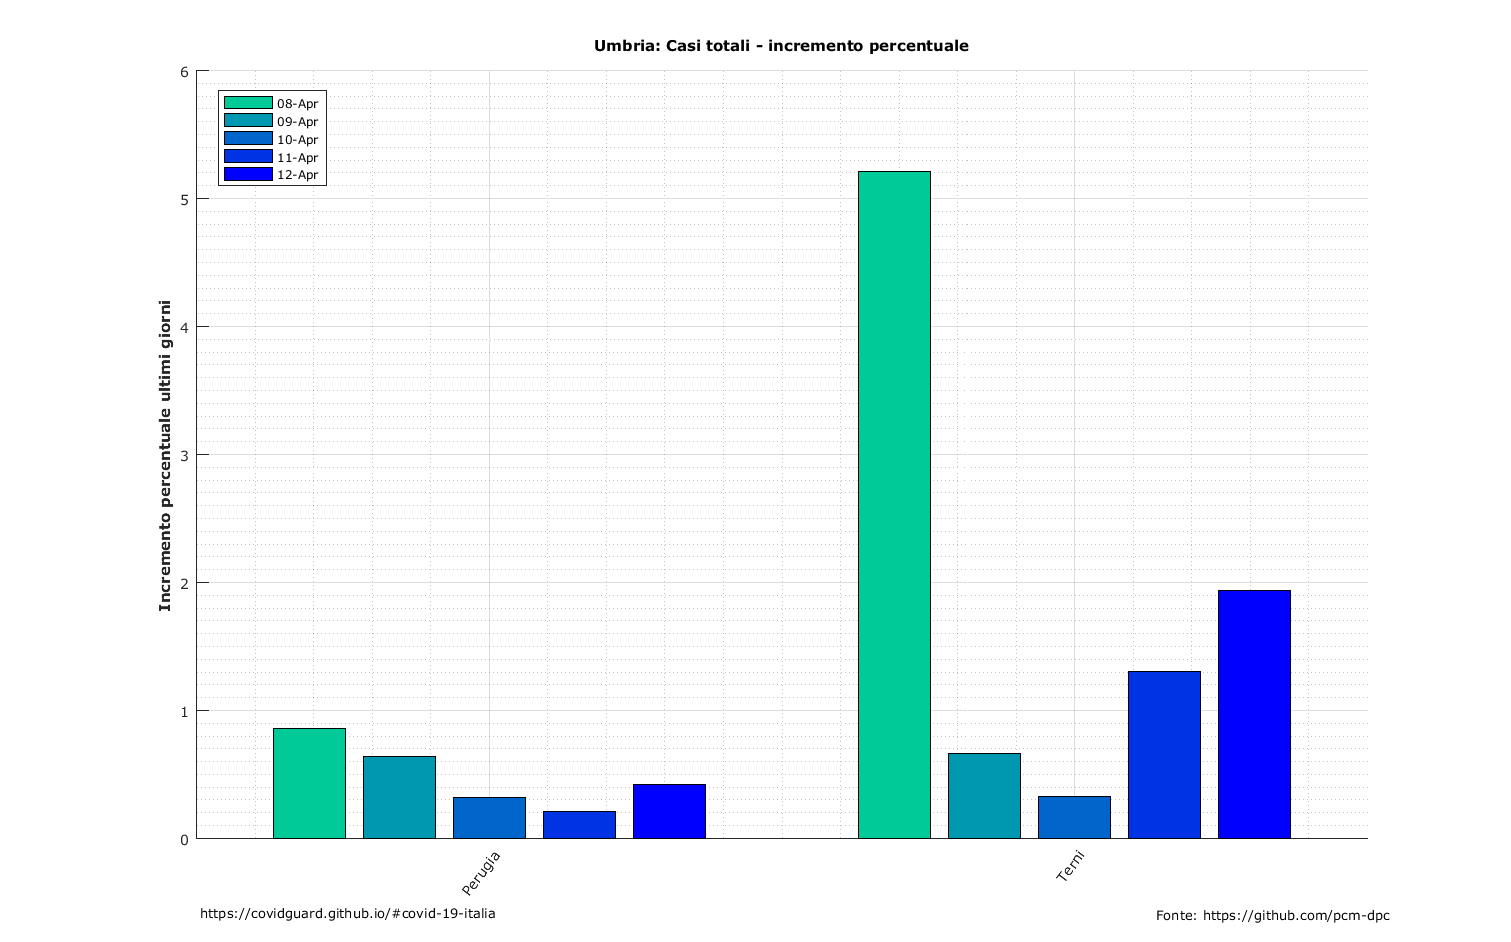 Umbria: Casi totali - incremento percentuale
6
5
4
3
2
1
0
Incremento percentuale ultimi giorni
08-Apr
09-Apr
10-Apr
11-Apr
12-Apr
Perugia
Terni
https://covidguard.github.io/#covid-19-italia
Fonte: https://github.com/pcm-dpc